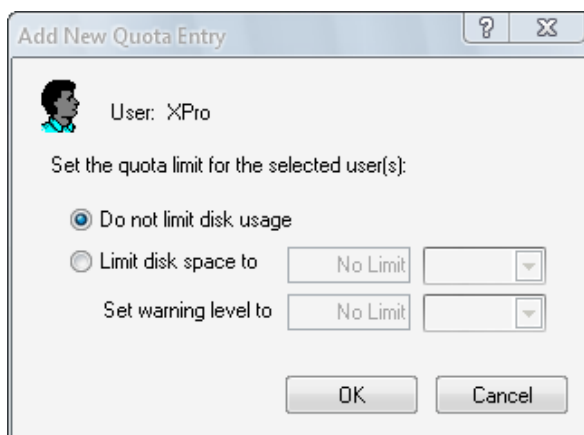 Add New Quota Entry
?
User: XPro
Set the quota limit for the selected user(s):
Do not limit disk usage
Limit disk space to No Limit
Set warning level to No Limit
OK Cancel